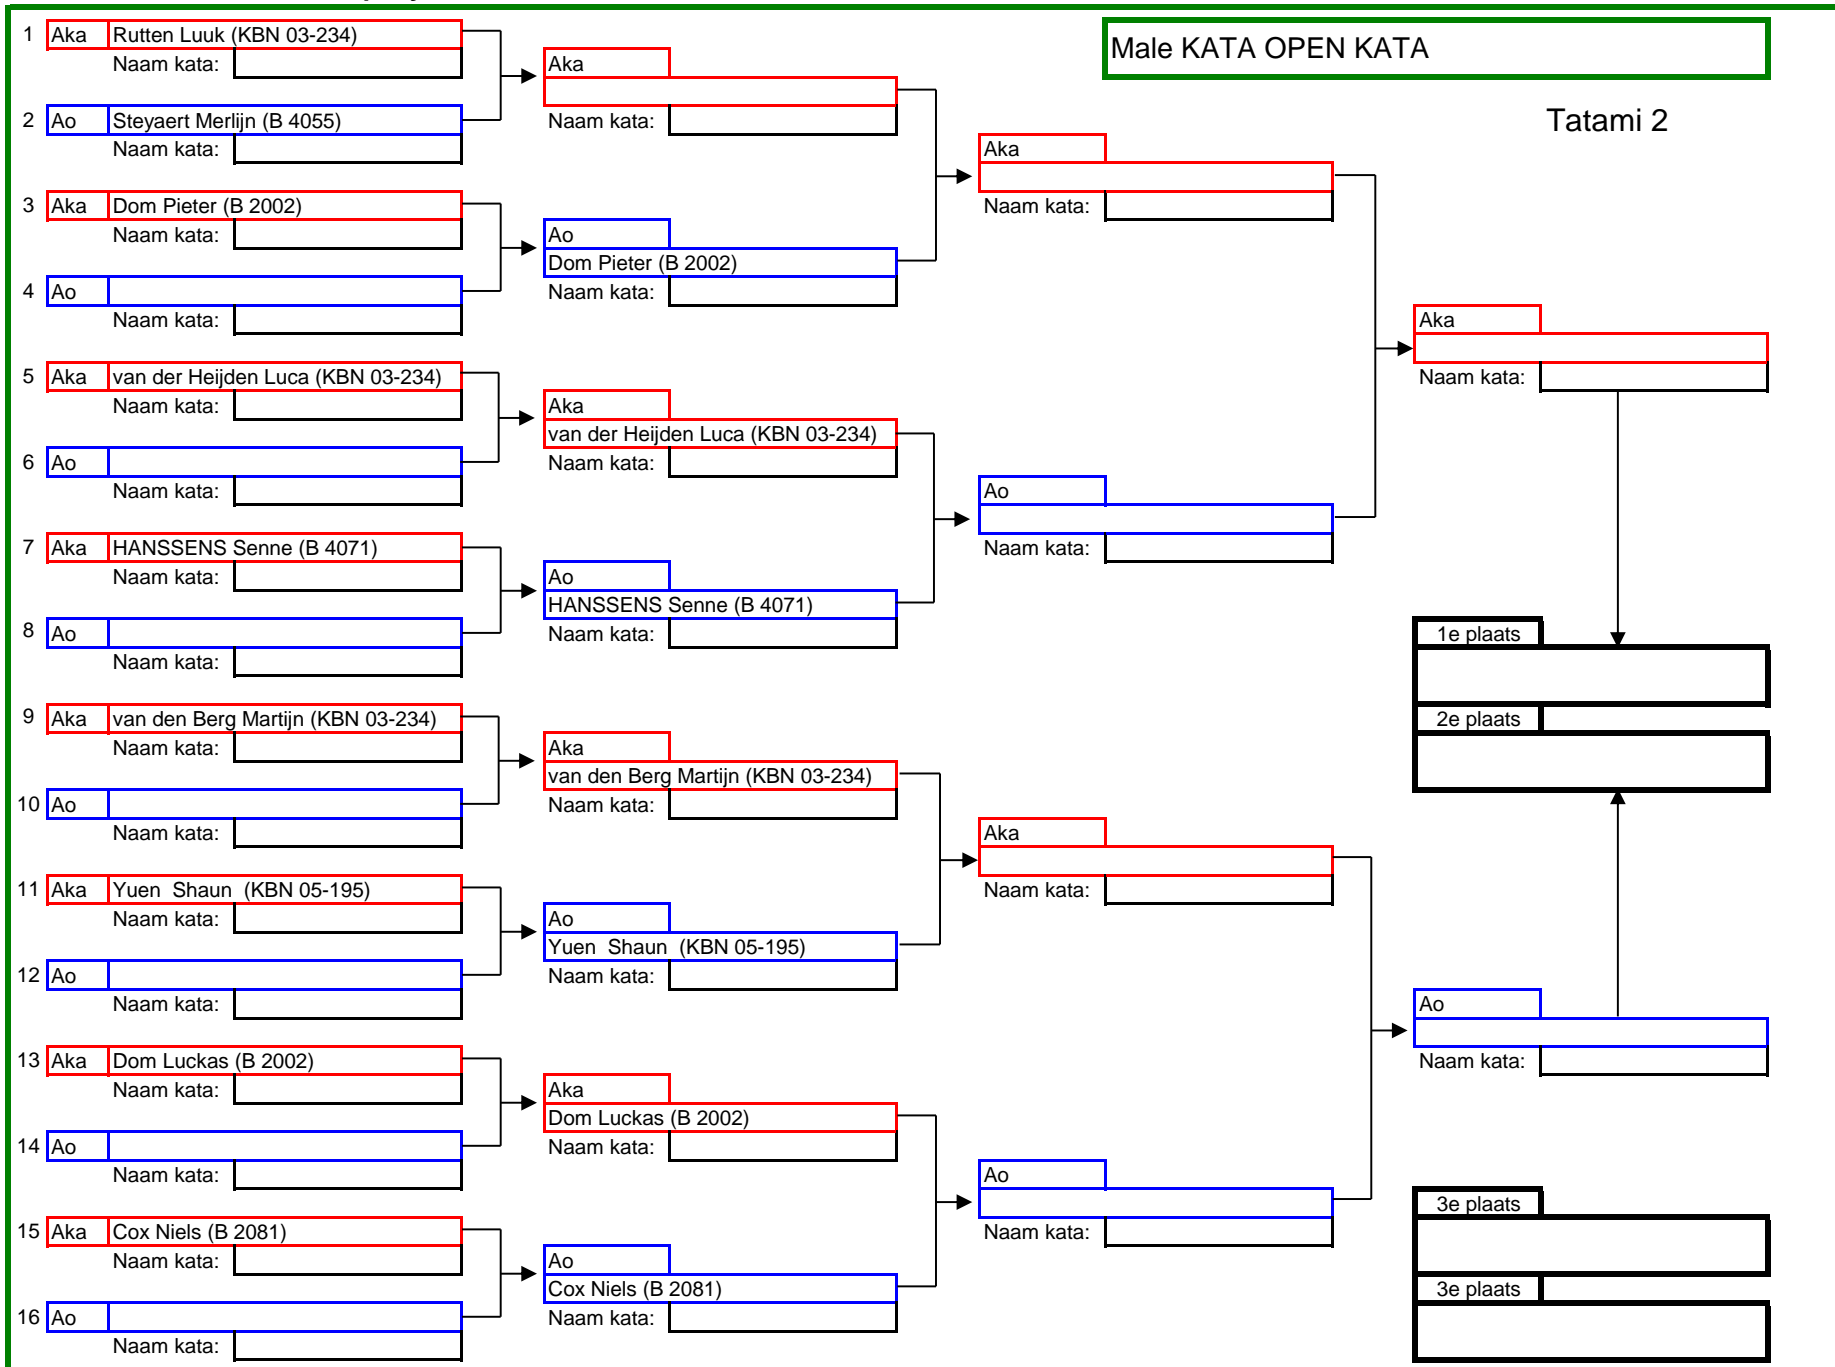 Male KATA OPEN KATA
Tatami 2
1 Aka Rutten Luuk (KBN 03-234)
Naam kata:
2 Ao Steyaert Merlijn (B 4055)
Naam kata:
3 Aka Dom Pieter (B 2002)
Naam kata:
4 Ao
Naam kata:
5 Aka van der Heijden Luca (KBN 03-234)
Naam kata:
6 Ao
Naam kata:
7 Aka HANSSENS Senne (B 4071)
Naam kata:
8 Ao
Naam kata:
9 Aka van den Berg Martijn (KBN 03-234)
Naam kata:
10 Ao
Naam kata:
11 Aka Yuen  Shaun  (KBN 05-195)
Naam kata:
12 Ao
Naam kata:
13 Aka Dom Luckas (B 2002)
Naam kata:
14 Ao
Naam kata:
15 Aka Cox Niels (B 2081)
Naam kata:
16 Ao
Naam kata:
Aka
Naam kata:
Ao
Dom Pieter (B 2002)
Naam kata:
Aka
van der Heijden Luca (KBN 03-234)
Naam kata:
Ao
HANSSENS Senne (B 4071)
Naam kata:
Aka
van den Berg Martijn (KBN 03-234)
Naam kata:
Ao
Yuen  Shaun  (KBN 05-195)
Naam kata:
Aka
Dom Luckas (B 2002)
Naam kata:
Ao
Cox Niels (B 2081)
Naam kata:
Aka
Naam kata:
Ao
Naam kata:
Aka
Naam kata:
Ao
Naam kata:
Aka
Naam kata:
1e plaats
2e plaats
Ao
Naam kata:
3e plaats
3e plaats